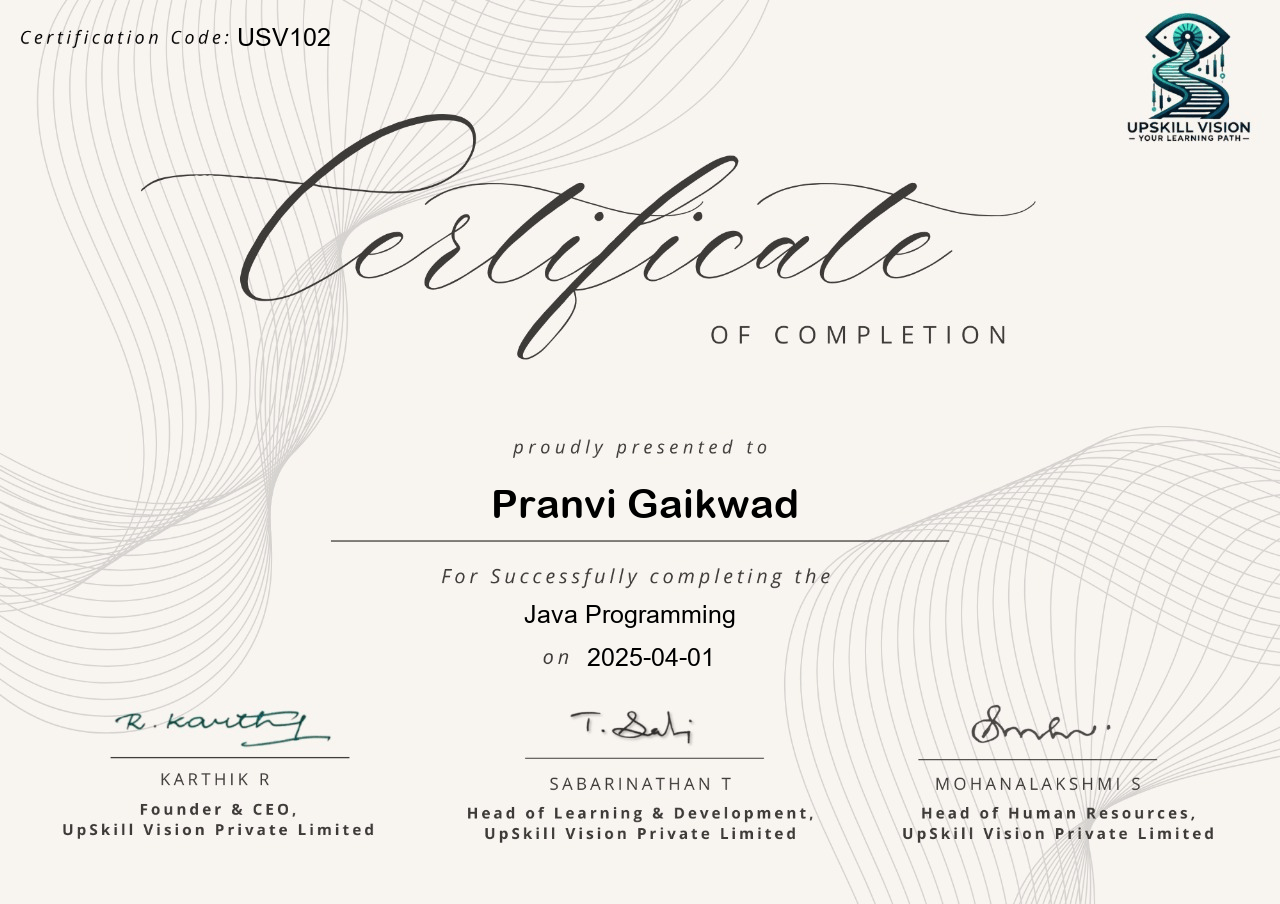 Certification Code: USV102
UPSKILL VISION
– YOUR LEARNING PATH –
Certificate
OF COMPLETION
proudly presented to
Pranvi Gaikwad
For Successfully completing the
Java Programming
on 2025-04-01
R. Karthy
T. Sabi
KARTHIK R
Founder & CEO,
UpSkill Vision Private Limited
SABARINATHAN T
Head of Learning & Development,
UpSkill Vision Private Limited
MOHANALAKSHMI S
Head of Human Resources,
UpSkill Vision Private Limited